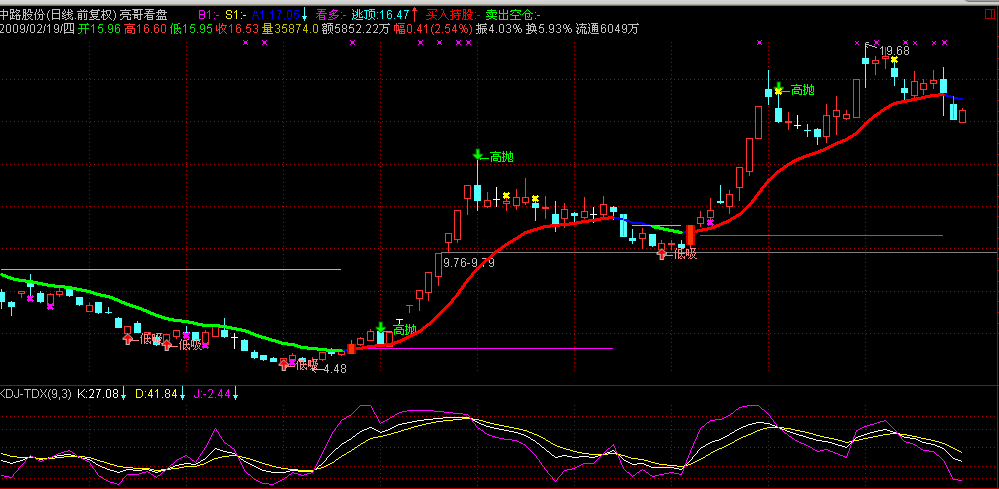 中路股份(日线.前复权) 亮哥看盘 B1:- S1:- A1:17.05↓ 看多:- 逃顶:16.47↑ 买入持股:- 卖出空仓:-
2009/02/19/四 开15.96 高16.60 低15.95 收16.53 量35874.0 额5852.22万 幅0.41(2.54%) 振4.03% 换5.93% 流通6049万
19.68
高抛
高抛
低吸
9.76-9.79
高抛
低吸
低吸
低吸
4.48
KDJ-TDX(9,3) K:27.08↓ D:41.84↓ J:-2.44↓